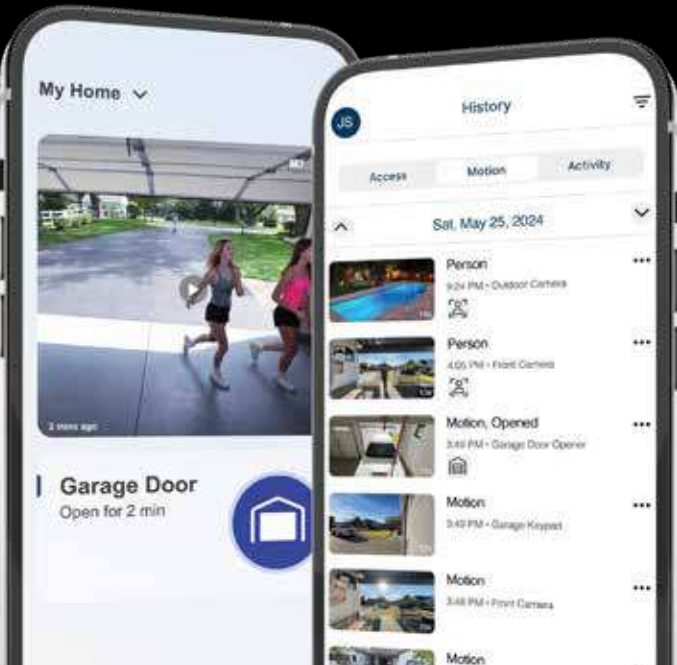 My Home
2 mins ago
Garage Door
Open for 2 min
JS
History
Access
Motion
Activity
Sat, May 25, 2024
Person
9:24 PM • Outdoor Camera
Person
4:05 PM • Front Camera
Motion, Opened
3:49 PM • Garage Door Opener
Motion
3:49 PM • Garage Keypad
Motion
3:48 PM • Front Camera
Motion